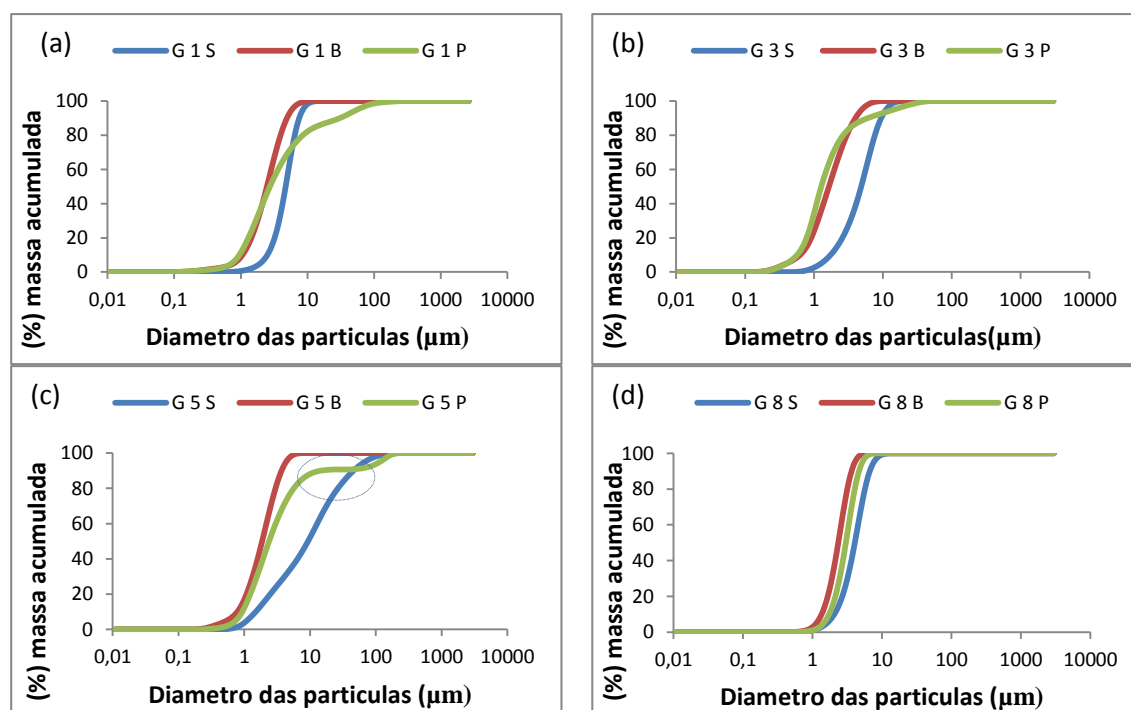 (a)
G 1 S G 1 B G 1 P
(%) massa acumulada
100
80
60
40
20
0
0,01 0,1 1 10 100 1000 10000
Diametro das particulas (µm)
(b)
G 3 S G 3 B G 3 P
(%) massa acumulada
100
80
60
40
20
0
0,01 0,1 1 10 100 1000 10000
Diametro das particulas(µm)
(c)
G 5 S G 5 B G 5 P
(%) massa acumulada
100
80
60
40
20
0
0,01 0,1 1 10 100 1000 10000
Diametro das particulas (µm)
(d)
G 8 S G 8 B G 8 P
(%) massa acumulada
100
80
60
40
20
0
0,01 0,1 1 10 100 1000 10000
Diametro das particulas (µm)